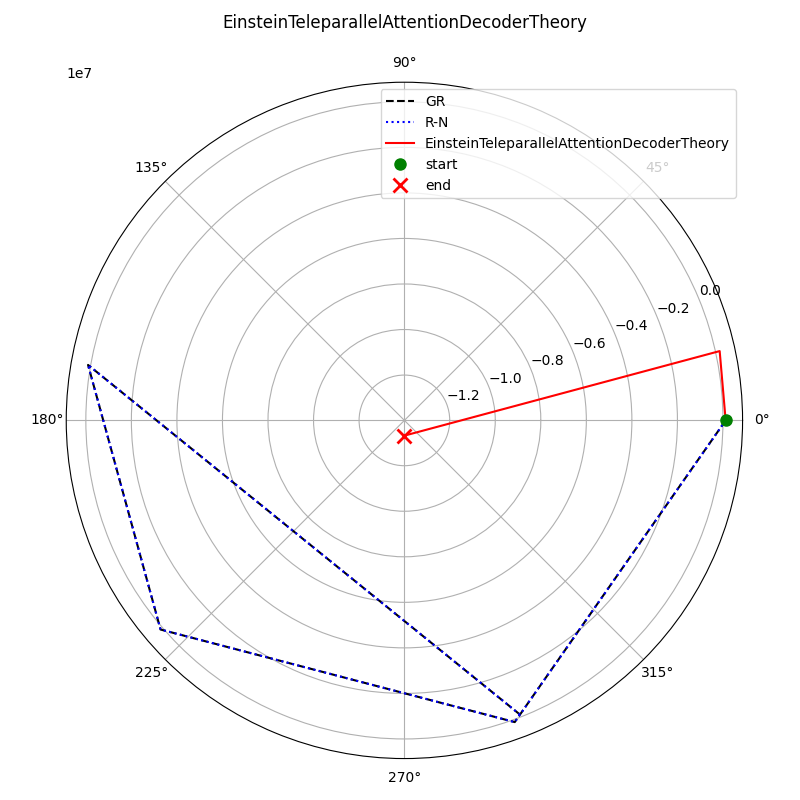 EinsteinTeleparallelAttentionDecoderTheory
90°
1e7
GR
R-N
EinsteinTeleparallelAttentionDecoderTheory
start
end
135°
45°
0.0
−0.2
−0.4
−0.6
−0.8
−1.0
−1.2
180°
0°
225°
315°
270°